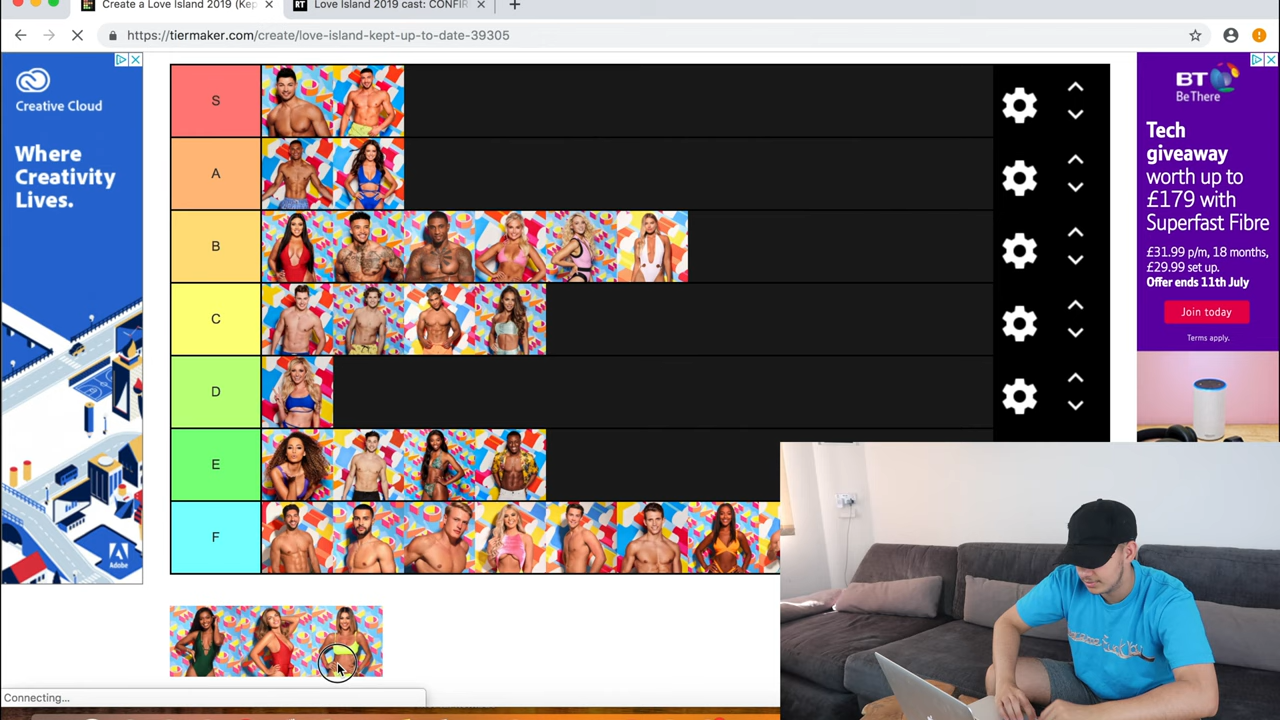 Create a Love Island 2019 (Kep
Love Island 2019 cast: CONFIR
https://tiermaker.com/create/love-island-kept-up-to-date-39305
Creative Cloud
Where
Creativity
Lives.
Adobe
S
A
B
C
D
E
F
BT
Be There
Tech
giveaway
worth up to
£179 with
Superfast Fibre
£31.99 p/m, 18 months,
£29.99 set up.
Offer ends 11th July
Join today
Terms apply.
Connecting...